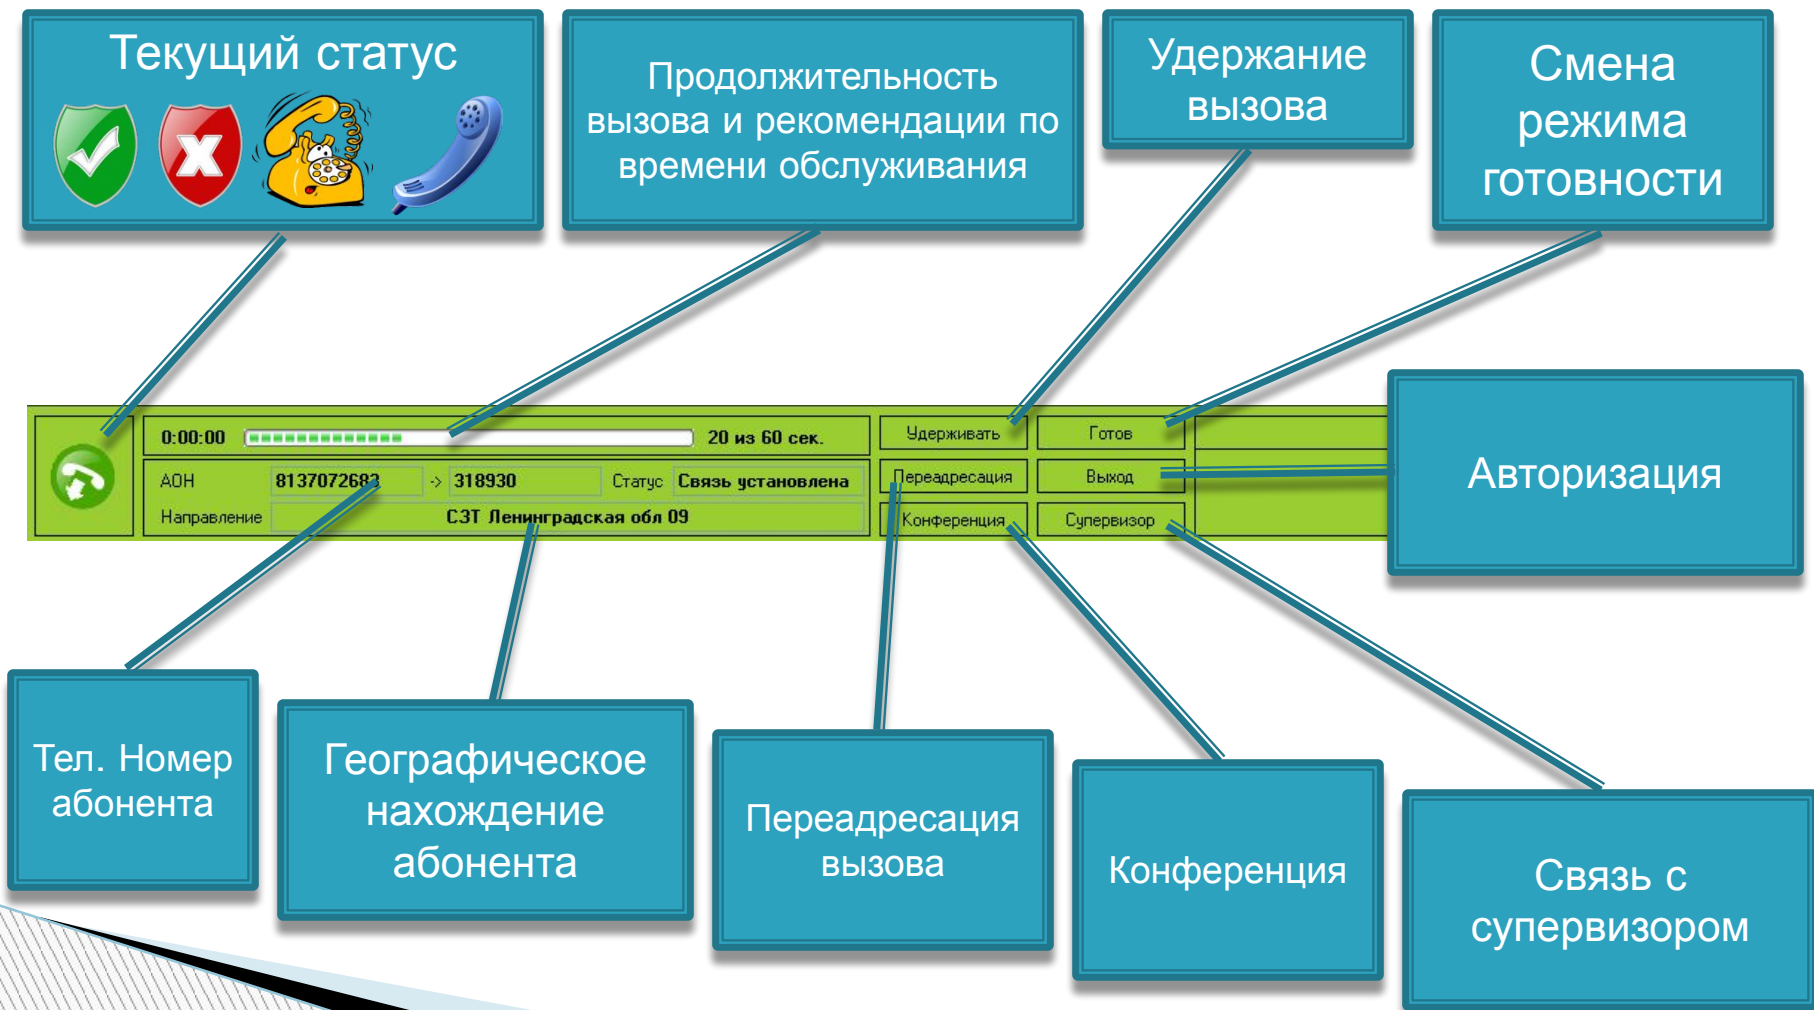 Текущий статус
Продолжительность
вызова и рекомендации по
времени обслуживания
Удержание
вызова
Смена
режима
готовности
0:00:00
20 из 60 сек.
Удерживать
Готов
АОН
8137072683
->
318930
Статус
Связь установлена
Переадресация
Выход
Направление
СЗТ Ленинградская обл 09
Конференция
Супервизор
Авторизация
Тел. Номер
абонента
Географическое
нахождение
абонента
Переадресация
вызова
Конференция
Связь с
супервизором